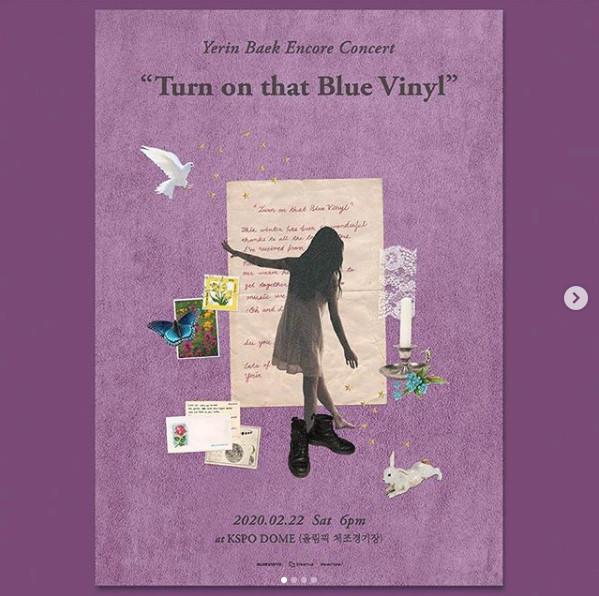 Yerin Baek Encore Concert
“Turn on that Blue Vinyl”
"Turn on that Blue Vinyl"
This winter has been wonderful
thanks to all the
I've received from
our warm to
get together
music we
(Oh and
See you
Lots of
Yerin
2020.02.22 Sat 6pm
at KSPO DOME (올림픽 체조경기장)